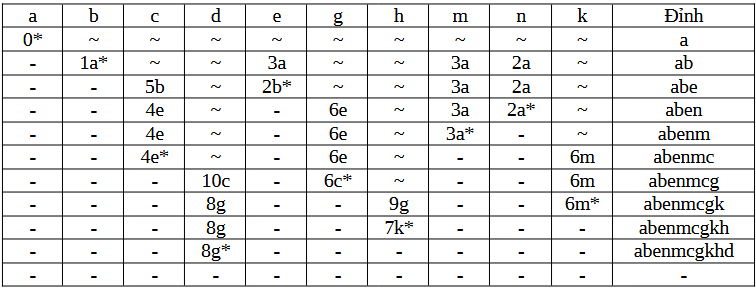 a b c d e g h m n k Đỉnh
0* ~ ~ ~ ~ ~ ~ ~ ~ ~ a
- 1a* ~ ~ 3a ~ ~ 3a 2a ~ ab
- - 5b ~ 2b* ~ ~ 3a 2a ~ abe
- - 4e ~ - 6e ~ 3a 2a* ~ aben
- - 4e ~ - 6e ~ 3a* - ~ abenm
- - 4e* ~ - 6e ~ - - 6m abenmc
- - - 10c - 6c* ~ - - 6m abenmcg
- - - 8g - - 9g - - 6m* abenmcgk
- - - 8g - - 7k* - - - abenmcgkh
- - - 8g* - - - - - - abenmcgkhd
- - - - - - - - - - -